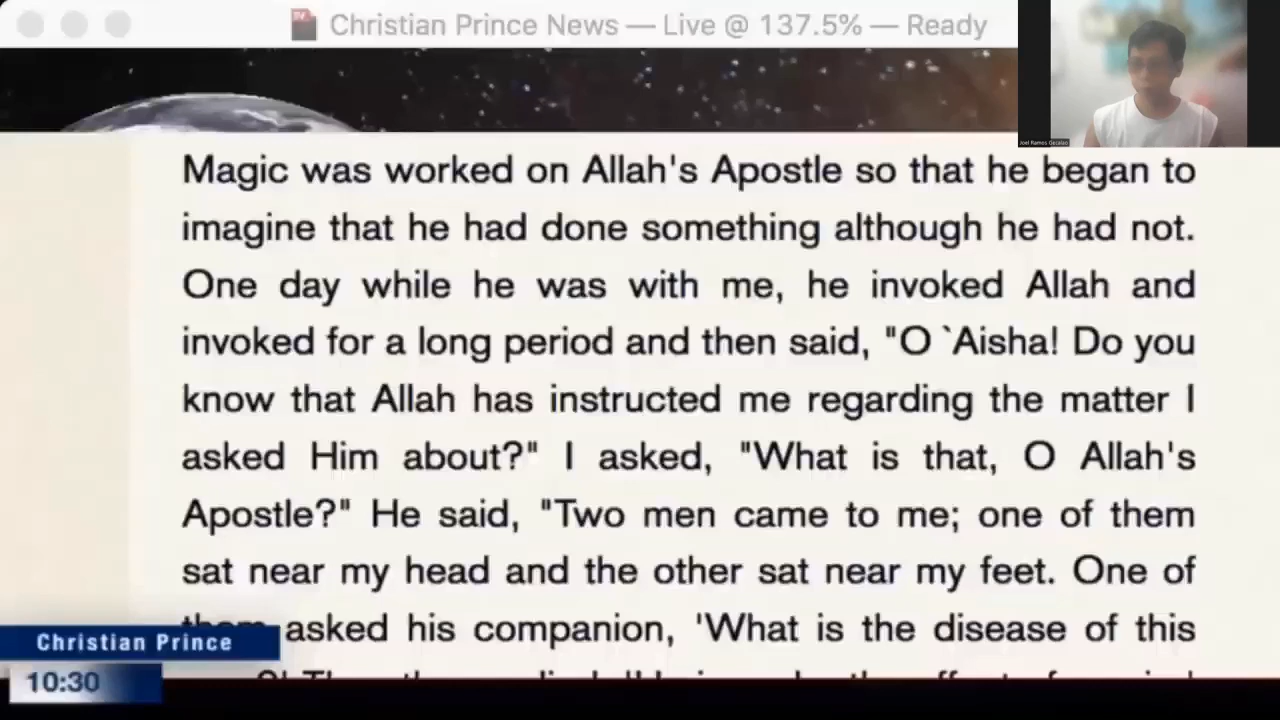 Christian Prince News — Live @ 137.5% — Ready
Magic was worked on Allah's Apostle so that he began to
imagine that he had done something although he had not.
One day while he was with me, he invoked Allah and
invoked for a long period and then said, "O `Aisha! Do you
know that Allah has instructed me regarding the matter I
asked Him about?" I asked, "What is that, O Allah's
Apostle?" He said, "Two men came to me; one of them
sat near my head and the other sat near my feet. One of
them asked his companion, 'What is the disease of this
Christian Prince
10:30